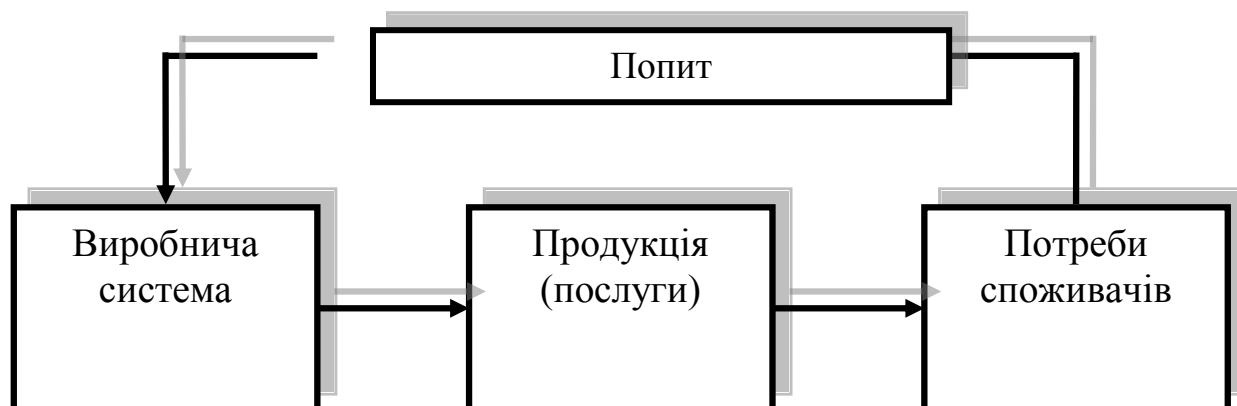 Попит
Виробнича
система
Продукція
(послуги)
Потреби
споживачів